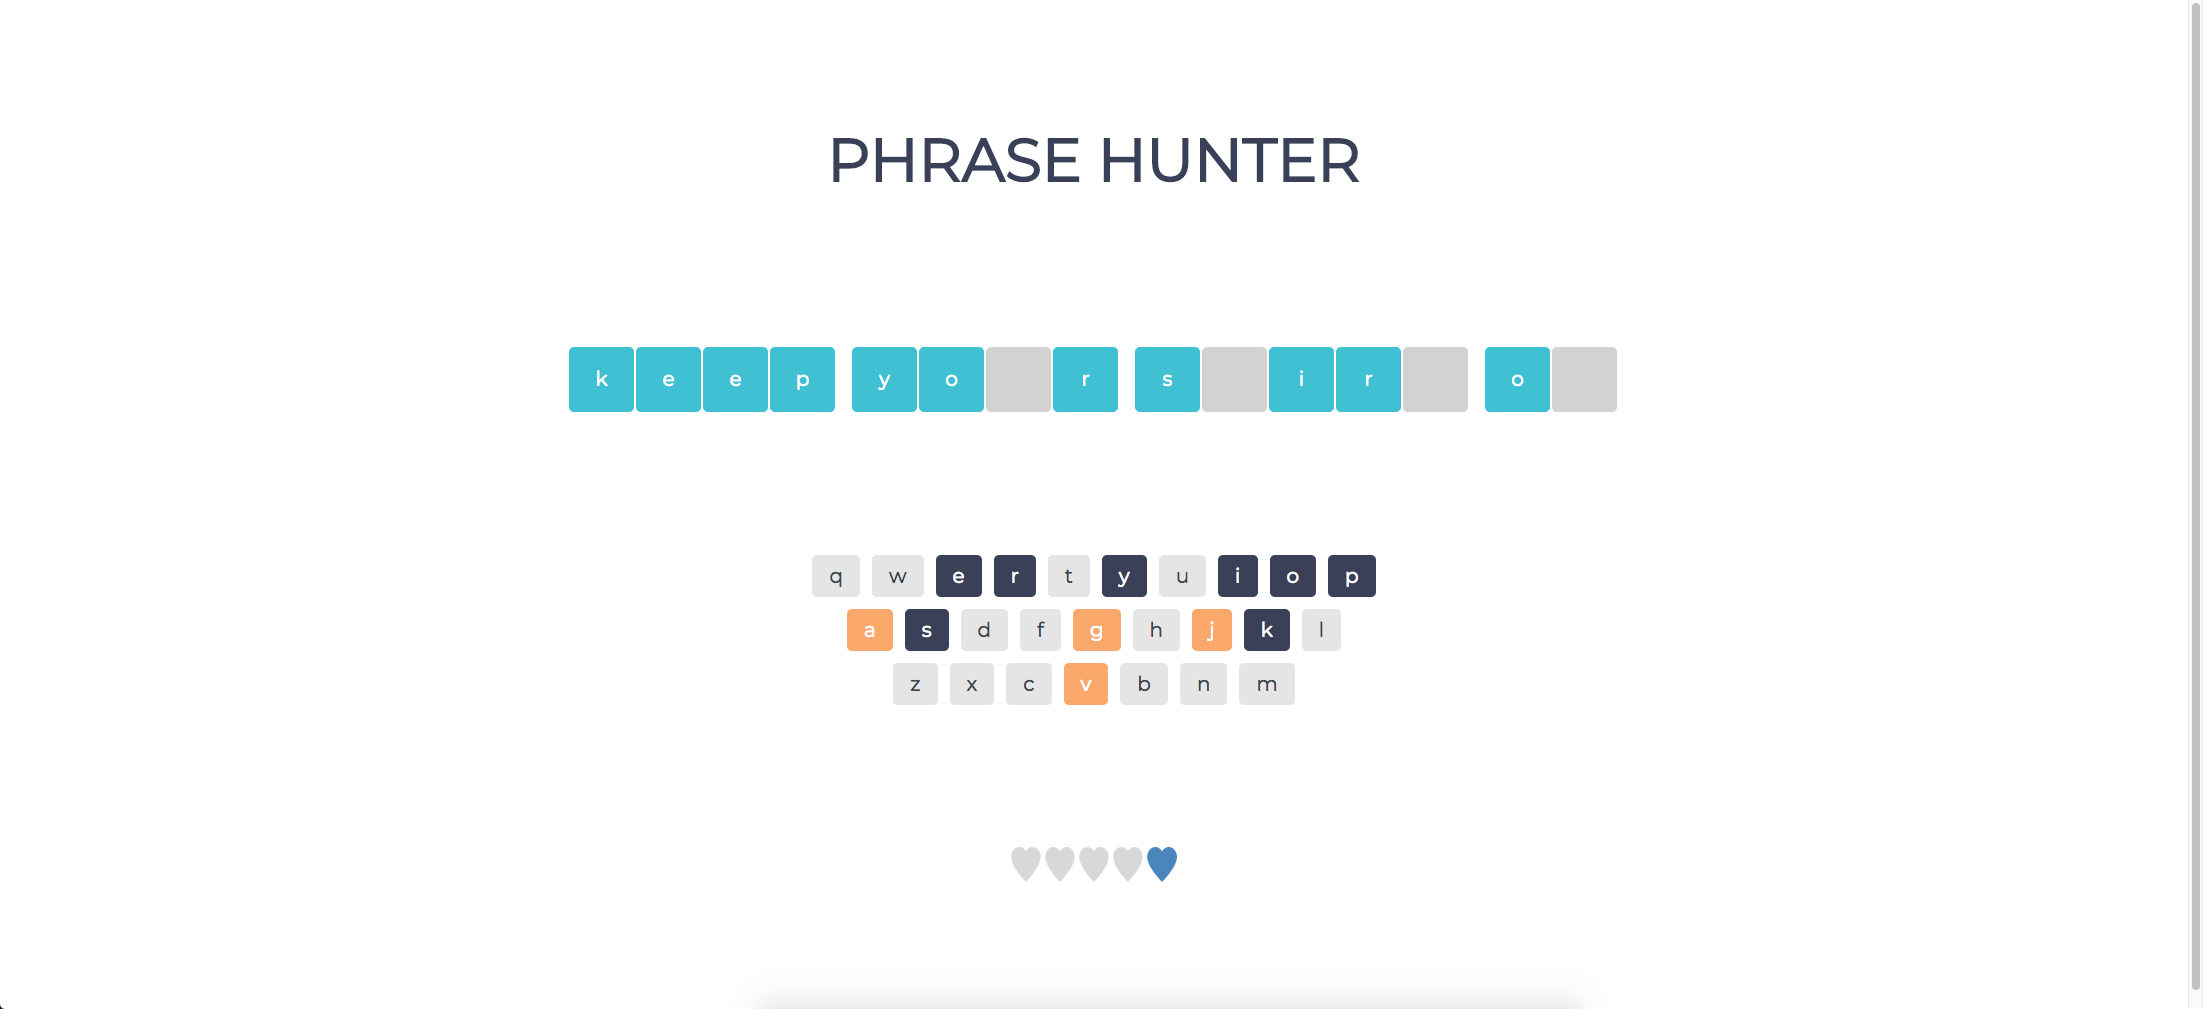 PHRASE HUNTER
k e e p y o r s i r o
q w e r t y u i o p
a s d f g h j k l
z x c v b n m